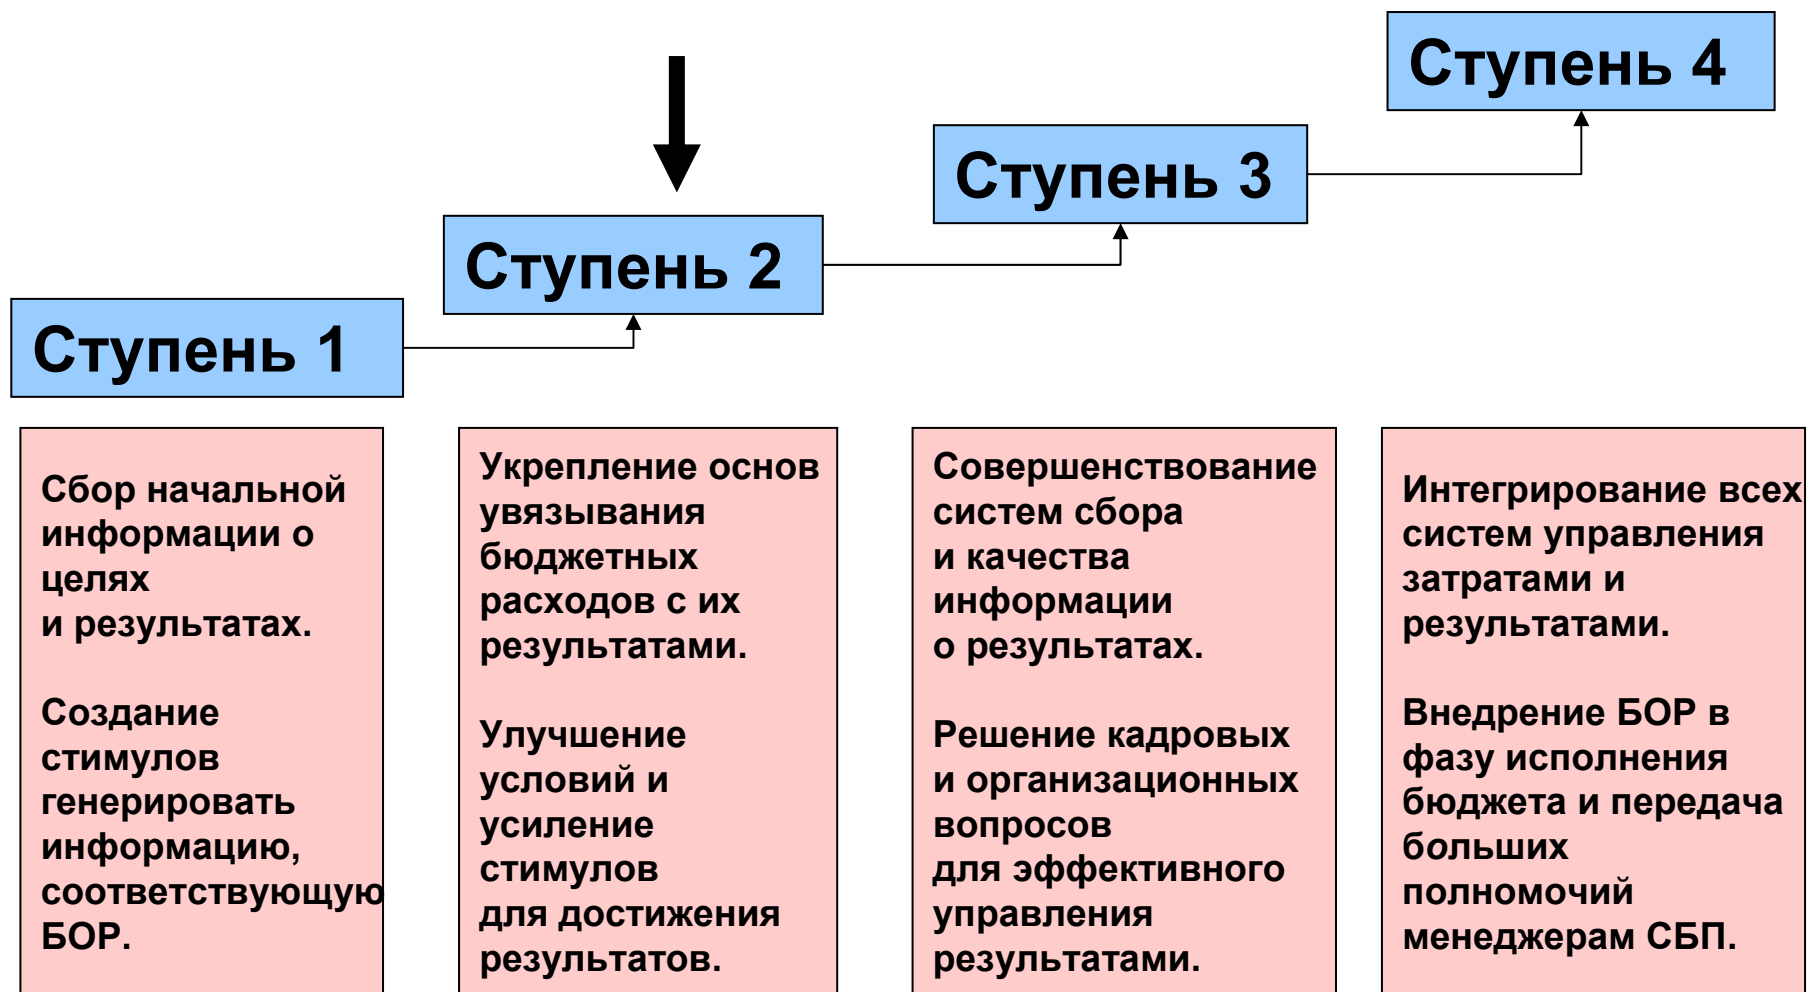 Ступень 4
Ступень 3
Ступень 2
Ступень 1
Сбор начальной
информации о
целях
и результатах.
Создание
стимулов
генерировать
информацию,
соответствующую
БОР.
Укрепление основ
увязывания
бюджетных
расходов с их
результатами.
Улучшение
условий и
усиление
стимулов
для достижения
результатов.
Совершенствование
систем сбора
и качества
информации
о результатах.
Решение кадровых
и организационных
вопросов
для эффективного
управления
результатами.
Интегрирование всех
систем управления
затратами и
результатами.
Внедрение БОР в
фазу исполнения
бюджета и передача
больших
полномочий
менеджерам СБП.